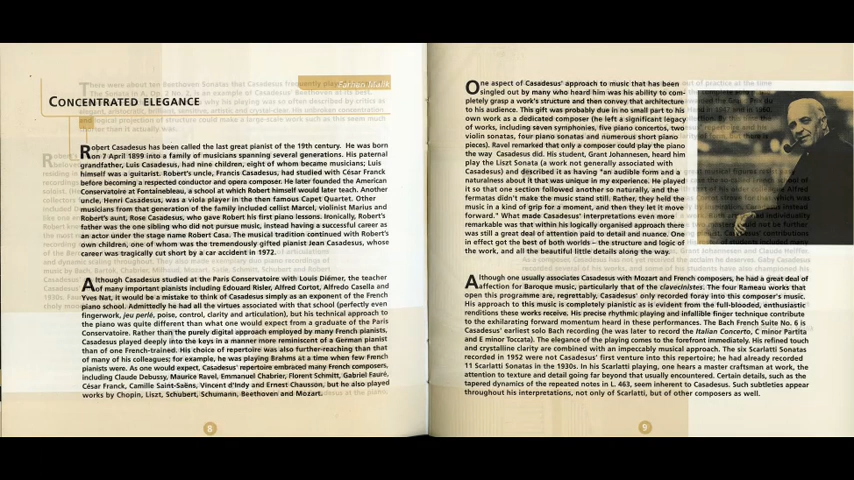 Farhan Malik
CONCENTRATED ELEGANCE
Robert Casadesus has been called the last great pianist of the 19th century. He was born
on 7 April 1899 into a family of musicians spanning several generations. His paternal
grandfather, Luis Casadesus, had nine children, eight of whom became musicians; Luis
himself was a guitarist. Robert's uncle, Francis Casadesus, had studied with César Franck
before becoming a respected conductor and opera composer. He later founded the American
Conservatoire at Fontainebleau, a school at which Robert himself would later teach. Another
uncle, Henri Casadesus, was a viola player in the then famous Capet Quartet. Other
musicians from that generation of the family included cellist Marcel, violinist Marius and
Robert's aunt, Rose Casadesus, who gave Robert his first piano lessons. Ironically, Robert's
father was the one sibling who did not pursue music, instead having a successful career as
an actor under the stage name Robert Casa. The musical tradition continued with Robert's
own children, one of whom was the tremendously gifted pianist Jean Casadesus, whose
career was tragically cut short by a car accident in 1972.
Although Casadesus studied at the Paris Conservatoire with Louis Diémer, the teacher
of many important pianists including Edouard Risler, Alfred Cortot, Alfredo Casella and
Yves Nat, it would be a mistake to think of Casadesus simply as an exponent of the French
piano school. Admittedly he had all the virtues associated with that school (perfectly even
fingerwork, jeu perlé, poise, control, clarity and articulation), but his technical approach to
the piano was quite different than what one would expect from a graduate of the Paris
Conservatoire. Rather than the purely digital approach employed by many French pianists,
Casadesus played deeply into the keys in a manner more reminiscent of a German pianist
than of one French-trained. His choice of repertoire was also further-reaching than that
of many of his colleagues; for example, he was playing Brahms at a time when few French
pianists were. As one would expect, Casadesus' repertoire embraced many French composers,
including Claude Debussy, Maurice Ravel, Emmanuel Chabrier, Florent Schmitt, Gabriel Fauré,
César Franck, Camille Saint-Saëns, Vincent d'Indy and Ernest Chausson, but he also played
works by Chopin, Liszt, Schubert, Schumann, Beethoven and Mozart.
8
One aspect of Casadesus' approach to music that has been
singled out by many who heard him was his ability to com-
pletely grasp a work's structure and then convey that architecture
to his audience. This gift was probably due in no small part to his
own work as a dedicated composer (he left a significant legacy
of works, including seven symphonies, five piano concertos, two
violin sonatas, four piano sonatas and numerous short piano
pieces). Ravel remarked that only a composer could play the piano
the way Casadesus did. His student, Grant Johannesen, heard him
play the Liszt Sonata (a work not generally associated with
Casadesus) and described it as having "an audible form and a
naturalness about it that was unique in my experience. He played
it so that one section followed another so naturally, and the
fermatas didn't make the music stand still. Rather, they held the
music in a kind of grip for a moment, and then they let it move
forward." What made Casadesus' interpretations even more
remarkable was that within his logically organised approach there
was still a great deal of attention paid to detail and nuance. One
in effect got the best of both worlds – the structure and logic of
the work, and all the beautiful little details along the way.
Although one usually associates Casadesus with Mozart and French composers, he had a great deal of
affection for Baroque music, particularly that of the clavecinistes. The four Rameau works that
open this programme are, regrettably, Casadesus' only recorded foray into this composer's music.
His approach to this music is completely pianistic as is evident from the full-blooded, enthusiastic
renditions these works receive. His precise rhythmic playing and infallible finger technique contribute
to the exhilarating forward momentum heard in these performances. The Bach French Suite No. 6 is
Casadesus' earliest solo Bach recording (he was later to record the Italian Concerto, C minor Partita
and E minor Toccata). The elegance of the playing comes to the forefront immediately. His refined touch
and crystalline clarity are combined with an impeccably musical approach. The six Scarlatti Sonatas
recorded in 1952 were not Casadesus' first venture into this repertoire; he had already recorded
11 Scarlatti Sonatas in the 1930s. In his Scarlatti playing, one hears a master craftsman at work, the
attention to texture and detail going far beyond that usually encountered. Certain details, such as the
tapered dynamics of the repeated notes in L. 463, seem inherent to Casadesus. Such subtleties appear
throughout his interpretations, not only of Scarlatti, but of other composers as well.
9